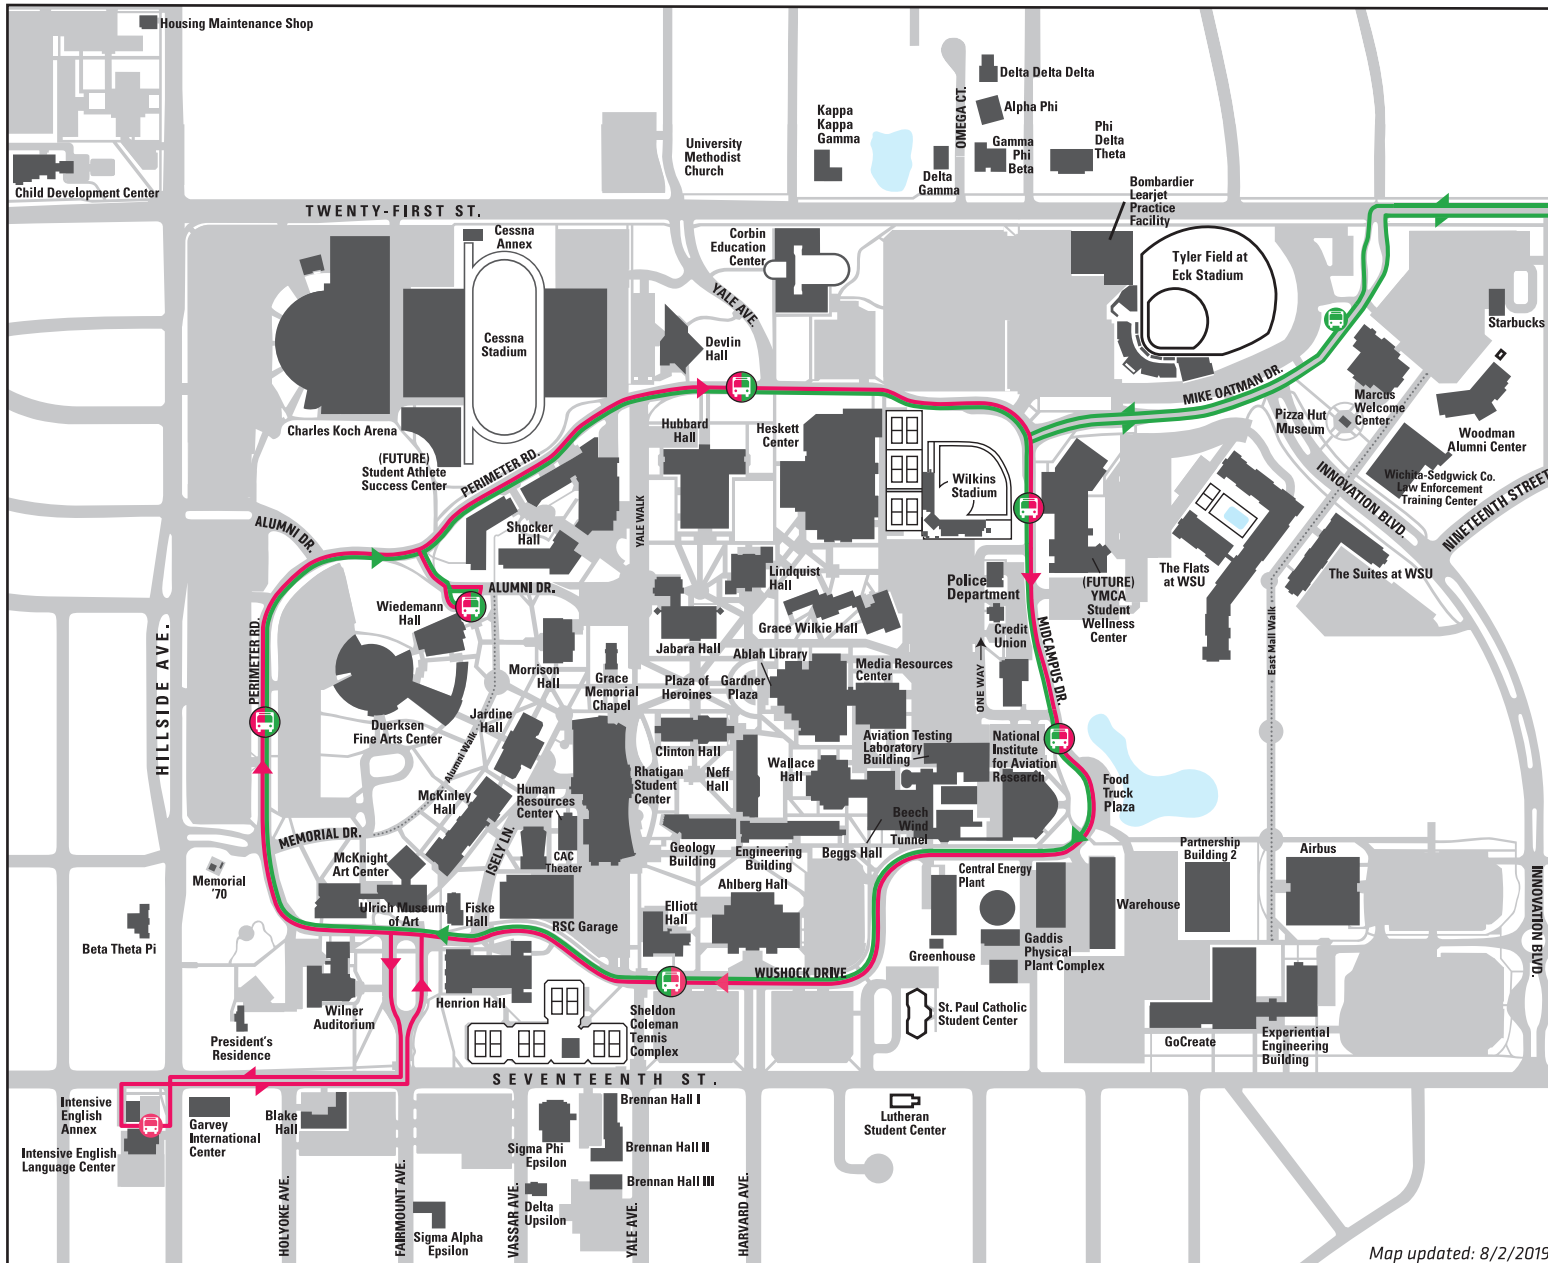 Housing Maintenance Shop
Child Development Center
TWENTY-FIRST ST.
University
Methodist
Church
Kappa
Kappa
Gamma
OMEGA CT.
Delta Delta Delta
Alpha Phi
Gamma
Phi
Beta
Delta
Gamma
Phi
Delta
Theta
Bombardier
Learjet
Practice
Facility
Tyler Field at
Eck Stadium
Starbucks
Cessna
Annex
Cessna
Stadium
Corbin
Education
Center
YALE AVE.
Devlin
Hall
Charles Koch Arena
(FUTURE)
Student Athlete
Success Center
PERIMETER RD.
Hubbard
Hall
Heskett
Center
Wilkins
Stadium
MIKE OATMAN DR.
Pizza Hut
Museum
Marcus
Welcome
Center
Woodman
Alumni Center
Wichita-Sedgwick Co.
Law Enforcement
Training Center
INNOVATION BLVD.
NINETEENTH STREET
ALUMNI DR.
Shocker
Hall
YALE WALK
ALUMNI DR.
Wiedemann
Hall
Lindquist
Hall
Police
Department
(FUTURE)
YMCA
Student
Wellness
Center
The Flats
at WSU
The Suites at WSU
East Mall Walk
HILLSIDE AVE.
PERIMETER RD.
Grace Wilkie Hall
Credit
Union
MIDCAMPUS DR.
ONE WAY
Jabara Hall
Ablah Library
Media Resources
Center
Morrison
Hall
Grace
Memorial
Chapel
Plaza of
Heroines
Gardner
Plaza
Duerksen
Fine Arts Center
Jardine
Hall
Alumni Walk
Clinton Hall
Aviation Testing
Laboratory
Building
National
Institute
for Aviation
Research
Rhatigan
Student
Center
Neff
Hall
Wallace
Hall
Food
Truck
Plaza
McKinley
Hall
Human
Resources
Center
ISELY LN.
CAC
Theater
MEMORIAL DR.
Beech
Wind
Tunnel
Geology
Building
Engineering
Building
Beggs Hall
Partnership
Building 2
Airbus
McKnight
Art Center
Memorial
'70
Ulrich Museum
of Art
Fiske
Hall
RSC Garage
Elliott
Hall
Ahlberg Hall
Central Energy
Plant
Warehouse
Greenhouse
Gaddis
Physical
Plant Complex
INNOVATION BLVD.
Beta Theta Pi
Wilner
Auditorium
Henrion Hall
WUSHOCK DRIVE
Sheldon
Coleman
Tennis
Complex
St. Paul Catholic
Student Center
GoCreate
Experiential
Engineering
Building
President's
Residence
SEVENTEENTH ST.
Intensive
English
Annex
Garvey
International
Center
Blake
Hall
Intensive English
Language Center
Brennan Hall I
Sigma Phi
Epsilon
Brennan Hall II
Brennan Hall III
Lutheran
Student Center
HOLYOKE AVE.
FAIRMOUNT AVE.
Sigma Alpha
Epsilon
VASSAR AVE.
Delta
Upsilon
YALE AVE.
HARVARD AVE.
Map updated: 8/2/2019